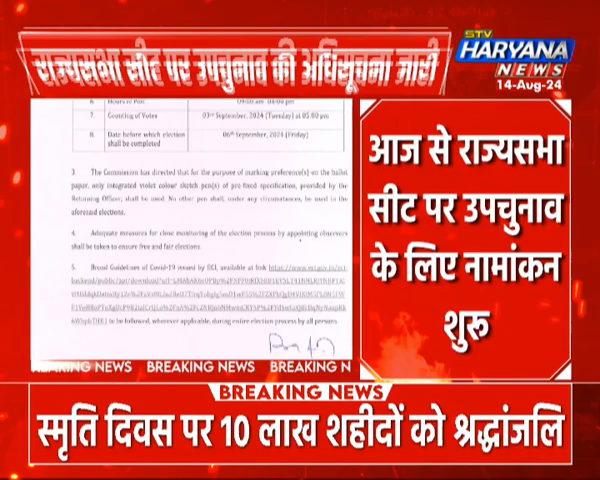 राज्यसभा सीट पर उपचुनाव की अधिसूचना जारी
STV
HARYANA
NEWS
14-Aug-24
6. Hours of Poll 09:00 am 04:00 pm
7. Counting of Votes 03rd September, 2024 (Tuesday) at 05:00 pm
8. Date before which election 06th September, 2024 (Friday)
shall be completed
3. The Commission has directed that for the purpose of marking preference(s) on the ballot
paper, only integrated violet colour sketch pen(s) of pre-fixed specification, provided by the
Returning Officer, shall be used. No other pen shall, under any circumstances, be used in the
aforesaid elections.
4. Adequate measures for close monitoring of the election process by appointing observers
shall be taken to ensure free and fair elections.
5. Broad Guidelines of Covid-19 issued by ECI, available at link
to be followed, wherever applicable, during entire election process by all persons
आज से राज्यसभा
सीट पर उपचुनाव
के लिए नामांकन
शुरू
BREAKING NEWS BREAKING NEWS BREAKING N
BREAKING NEWS
स्मृति दिवस पर 10 लाख शहीदों को श्रद्धांजलि